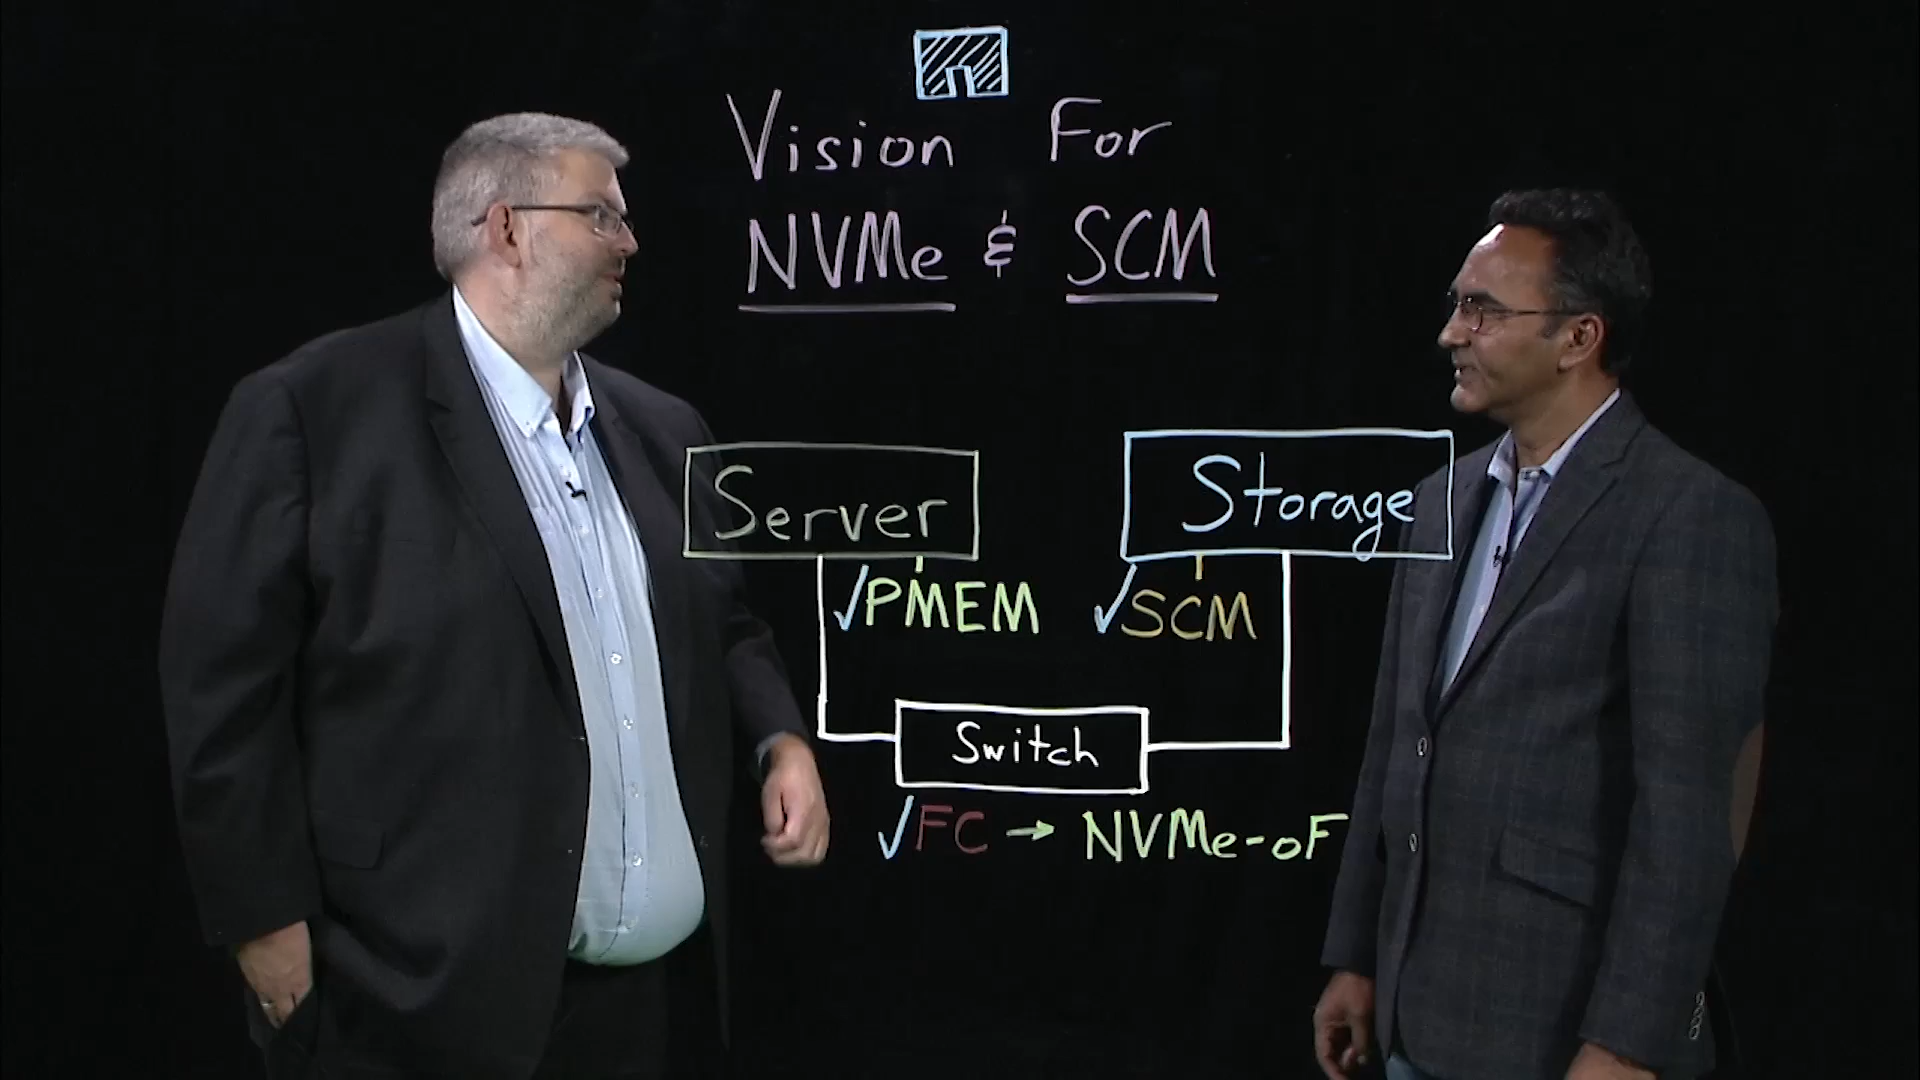 Vision For
NVMe & SCM
Server
Storage
✓PMEM
✓SCM
Switch
✓FC → NVMe-oF